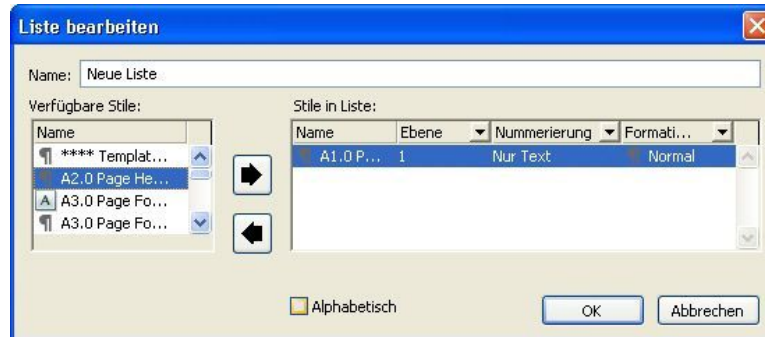 Liste bearbeiten
Name: Neue Liste
Verfügbare Stile:
Name
**** Templat...
A2.0 Page He...
A A3.0 Page Fo...
A3.0 Page Fo...
Stile in Liste:
Name Ebene Nummerierung Formati...
A1.0 P... 1 Nur Text Normal
Alphabetisch
OK Abbrechen